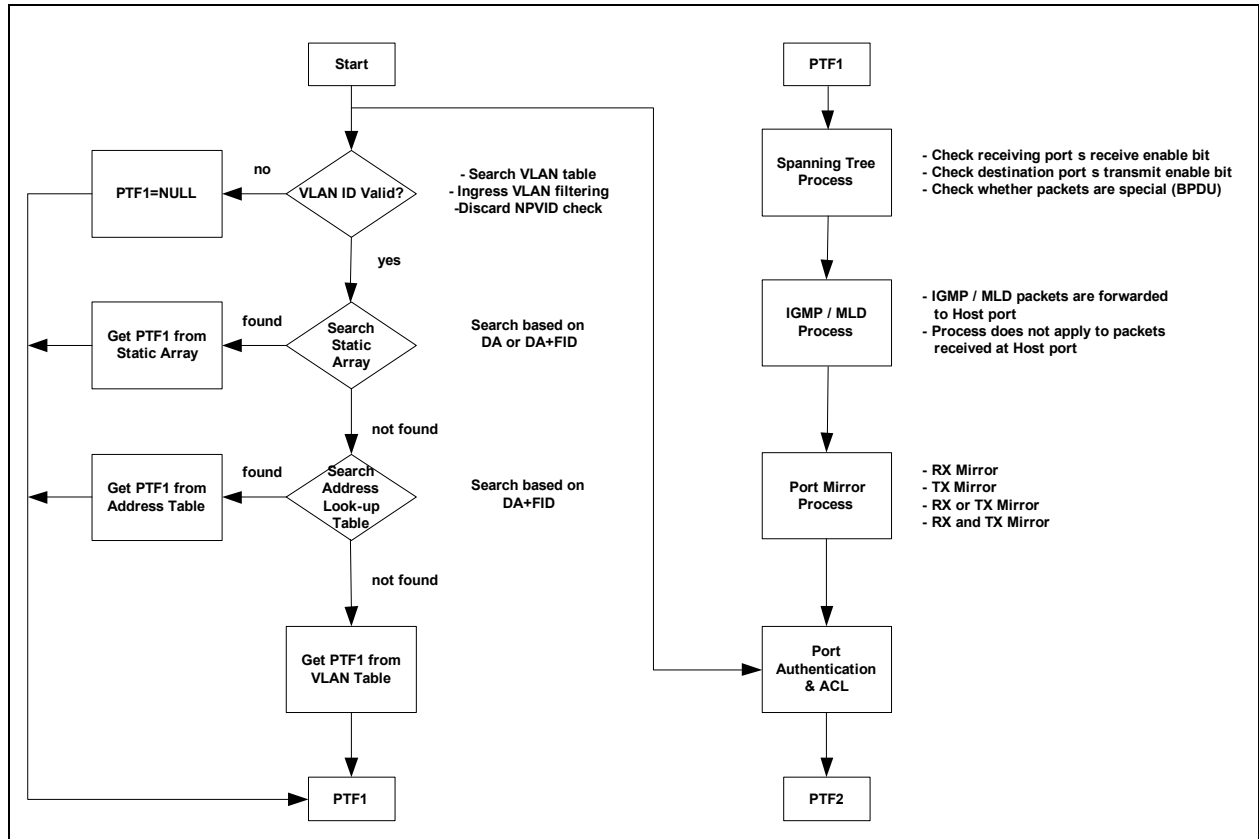 Start
no
PTF1=NULL
VLAN ID Valid?
- Search VLAN table
- Ingress VLAN filtering
-Discard NPVID check
yes
found
Get PTF1 from
Static Array
Search
Static
Array
Search based on
DA or DA+FID
not found
found
Get PTF1 from
Address Table
Search
Address
Look-up
Table
Search based on
DA+FID
not found
Get PTF1 from
VLAN Table
PTF1
PTF1
Spanning Tree
Process
- Check receiving port s receive enable bit
- Check destination port s transmit enable bit
- Check whether packets are special (BPDU)
IGMP / MLD
Process
- IGMP / MLD packets are forwarded
to Host port
- Process does not apply to packets
received at Host port
Port Mirror
Process
- RX Mirror
- TX Mirror
- RX or TX Mirror
- RX and TX Mirror
Port
Authentication
& ACL
PTF2